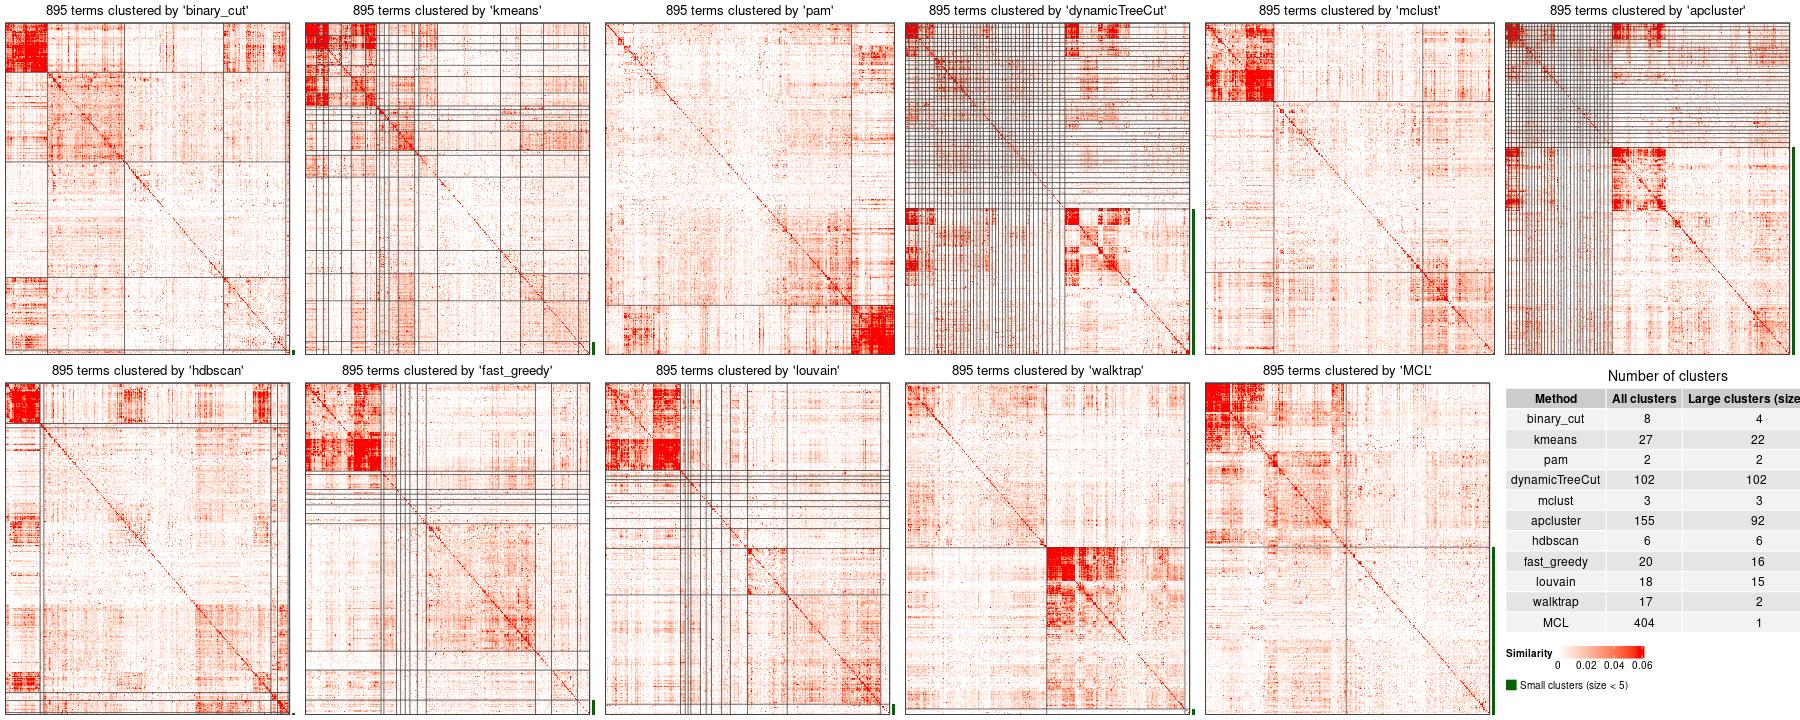 895 terms clustered by 'binary_cut'
895 terms clustered by 'kmeans'
895 terms clustered by 'pam'
895 terms clustered by 'dynamicTreeCut'
895 terms clustered by 'mclust'
895 terms clustered by 'apcluster'
895 terms clustered by 'hdbscan'
895 terms clustered by 'fast_greedy'
895 terms clustered by 'louvain'
895 terms clustered by 'walktrap'
895 terms clustered by 'MCL'
Number of clusters
Method All clusters Large clusters (size
binary_cut 8 4
kmeans 27 22
pam 2 2
dynamicTreeCut 102 102
mclust 3 3
apcluster 155 92
hdbscan 6 6
fast_greedy 20 16
louvain 18 15
walktrap 17 2
MCL 404 1
Similarity
0 0.02 0.04 0.06
Small clusters (size < 5)